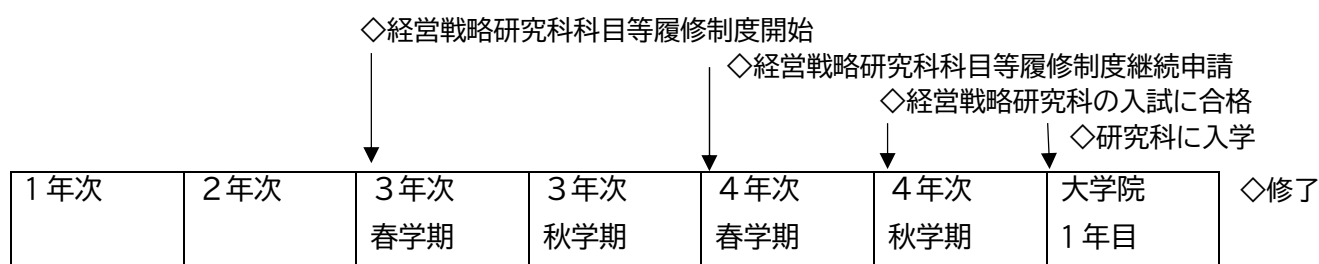 ◇経営戦略研究科科目等履修制度開始
◇経営戦略研究科科目等履修制度継続申請
◇経営戦略研究科の入試に合格
◇研究科に入学
1年次 2年次 3年次 3年次 4年次 4年次 大学院 ◇修了
春学期 秋学期 春学期 秋学期 1年目